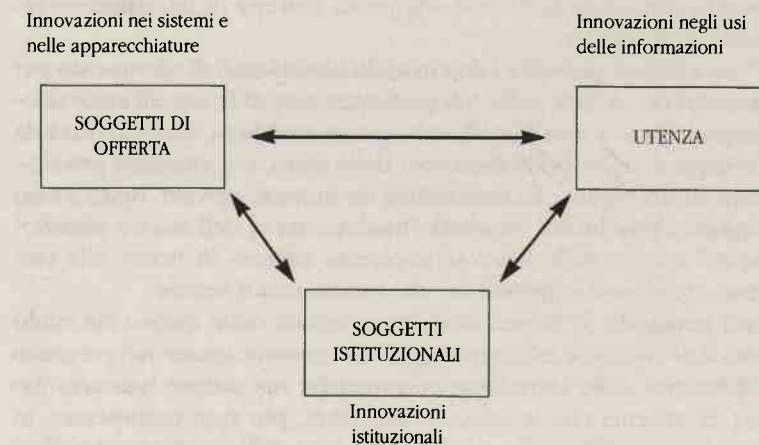 Innovazioni nei sistemi e
nelle apparecchiature
Innovazioni negli usi
delle informazioni
SOGGETTI DI
OFFERTA
UTENZA
SOGGETTI
ISTITUZIONALI
Innovazioni
istituzionali